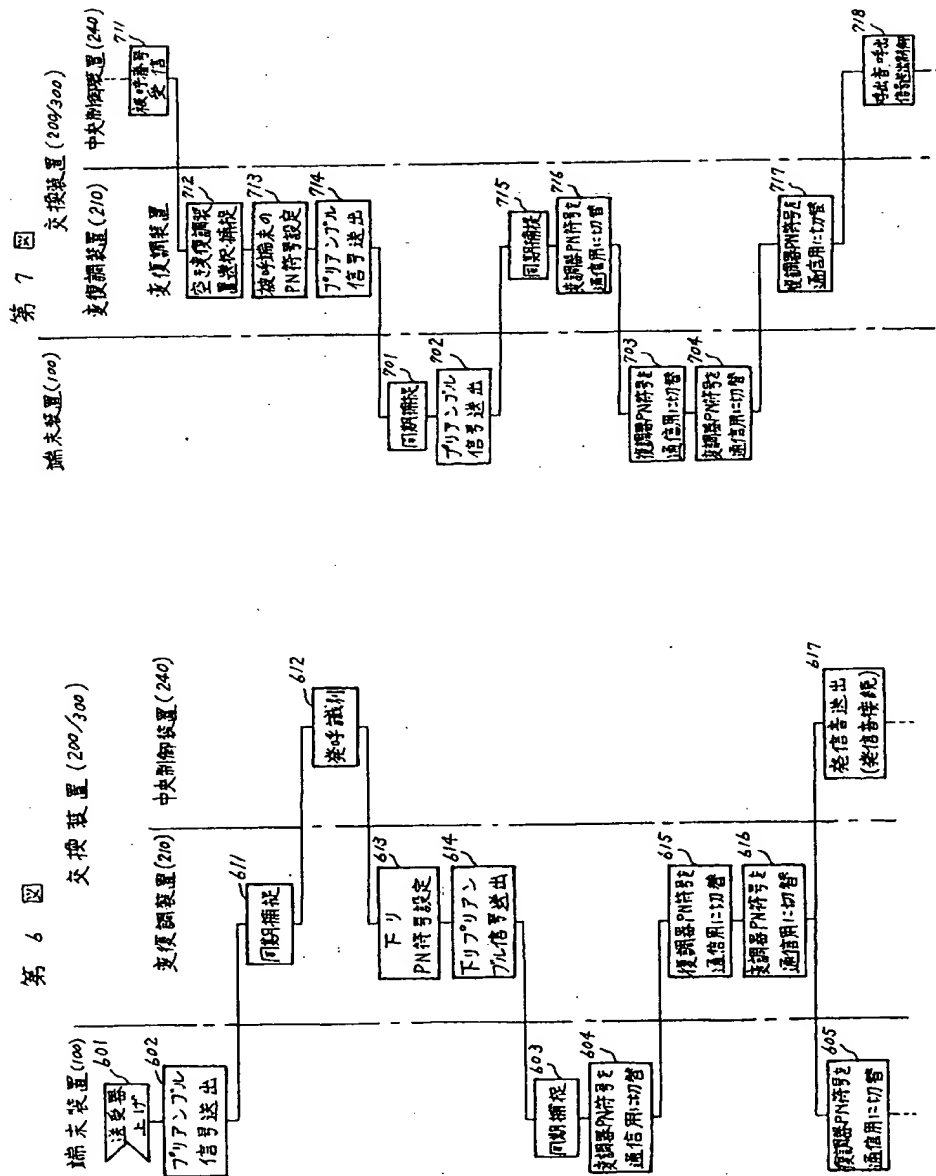 第 6 図
交換装置(200/300)
端末装置(100)
変復調装置(210)
中央制御装置(240)
601
送受器
上げ
602
プリアンブル
信号送出
611
同期捕捉
612
発呼識別
613
下り
PN符号設定
614
下りプリアン
ブル信号送出
603
同期捕捉
604
変調器PN符号を
通信用に切替
615
復調器PN符号を
通信用に切替
616
変調器PN符号を
通信用に切替
605
復調器PN符号を
通信用に切替
617
発信音送出
(発信音接続)
第 7 図
交換装置(200/300)
端末装置(100)
変復調装置(210)
中央制御装置(240)
変復調装置
711
被呼番号
受信
712
空き変復調装
置選択・捕捉
713
被呼端末の
PN符号設定
714
プリアンブル
信号送出
701
同期捕捉
702
プリアンブル
信号送出
715
同期捕捉
716
変調器PN符号を
通信用に切替
703
復調器PN符号を
通信用に切替
704
変調器PN符号を
通信用に切替
717
復調器PN符号を
通信用に切替
718
呼出音,呼出
信号送出制御